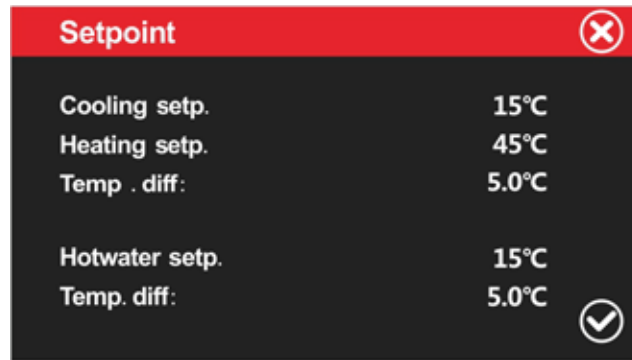 Setpoint
Cooling setp. 15℃
Heating setp. 45℃
Temp . diff: 5.0℃
Hotwater setp. 15℃
Temp. diff: 5.0℃